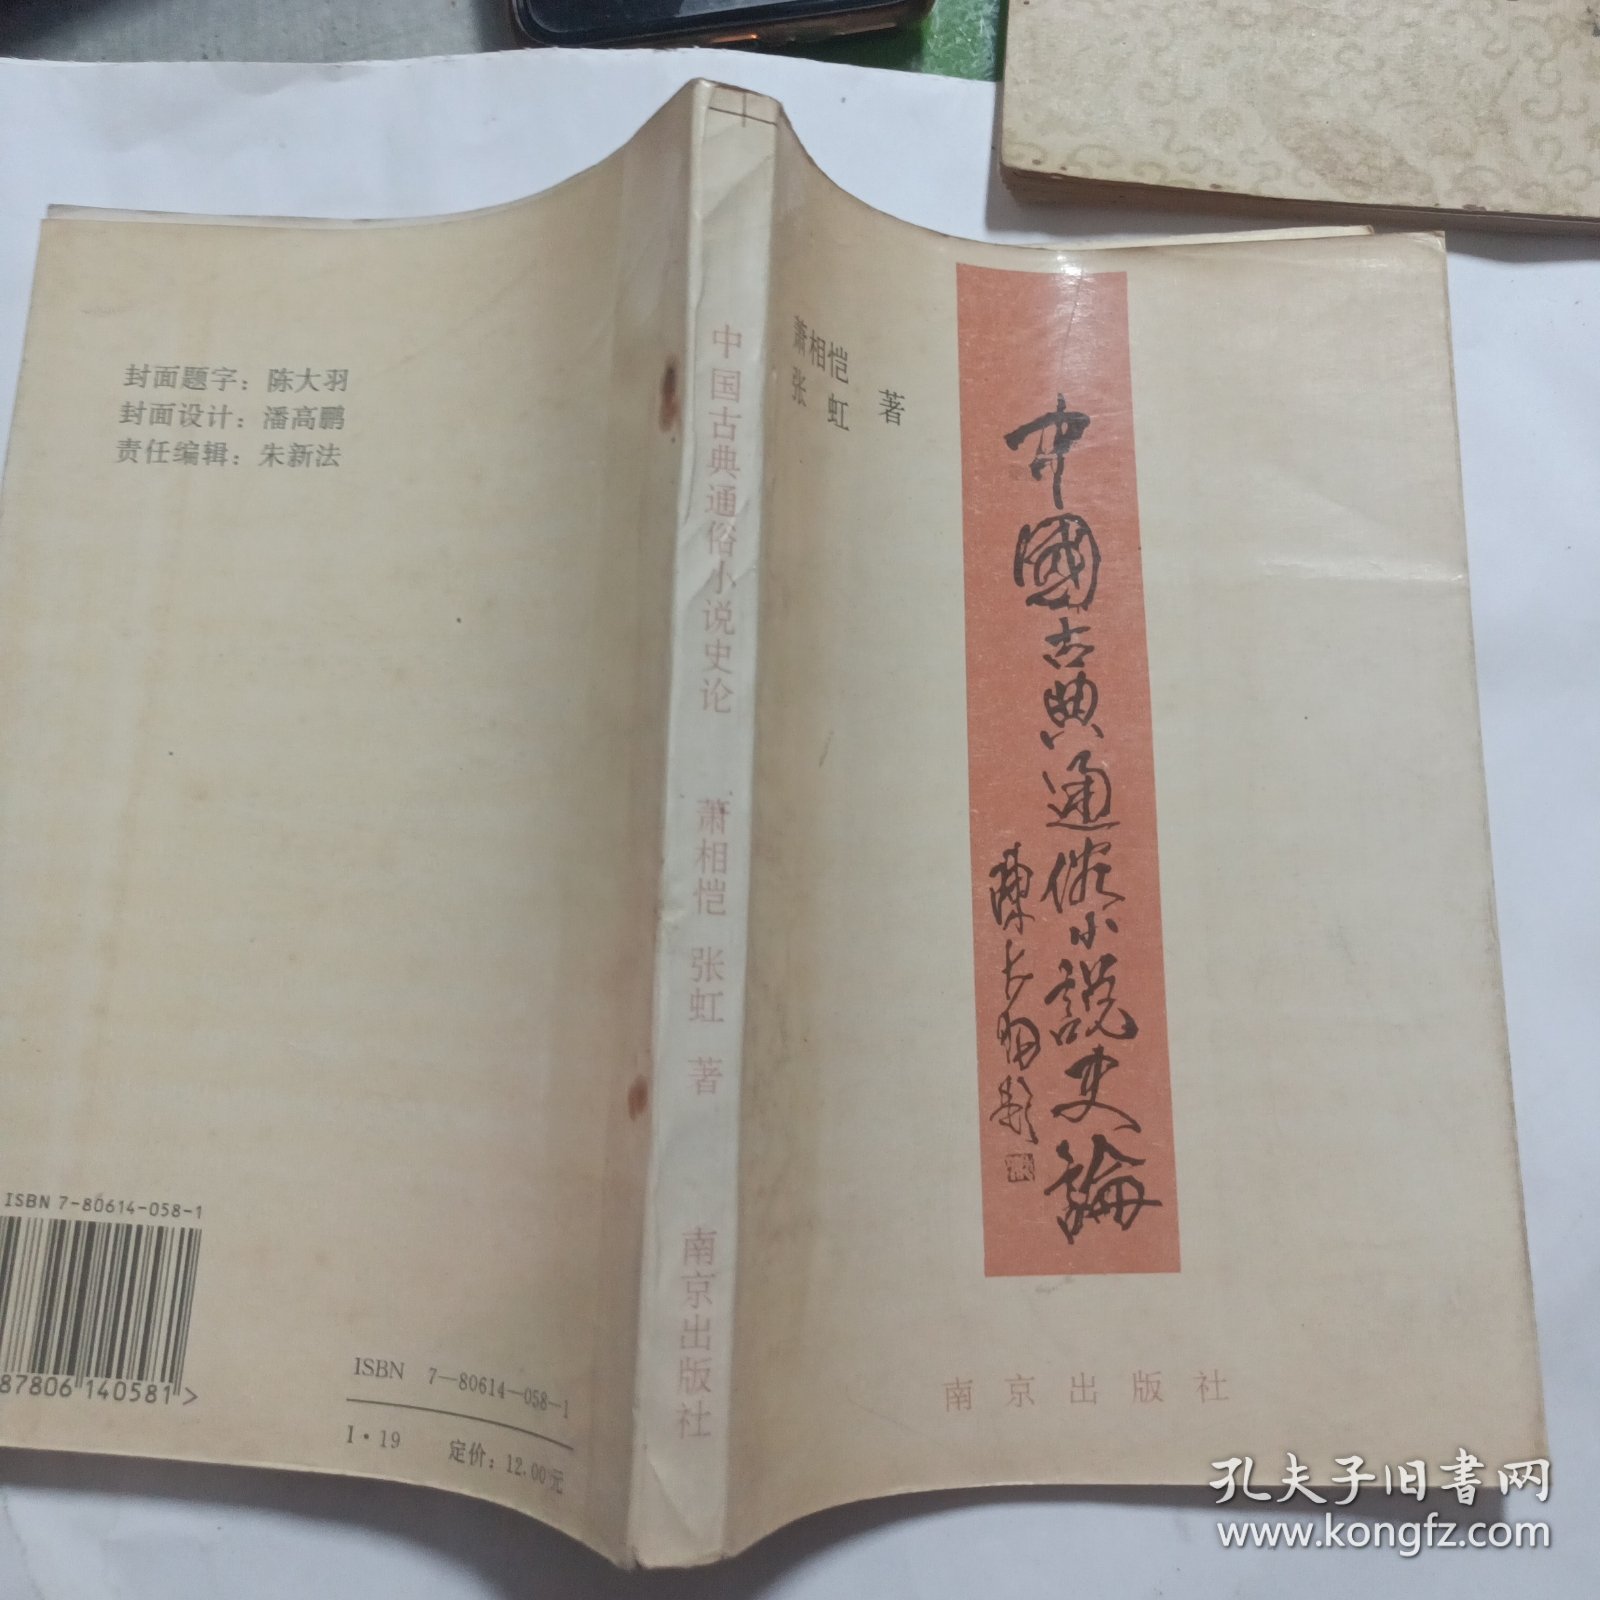 封面题字：陈大羽
封面设计：潘高鹏
责任编辑：朱新法
ISBN 7-80614-058-1
87806 140581 >
ISBN 7—80614—058—1
I·19 定价：12.00元
中国古典通俗小说史论 萧相恺 张虹 著 南京出版社
萧相恺
张虹 著
中國古典通俗小説史論
陳大羽題
南京出版社
孔夫子旧书网
www.kongfz.com